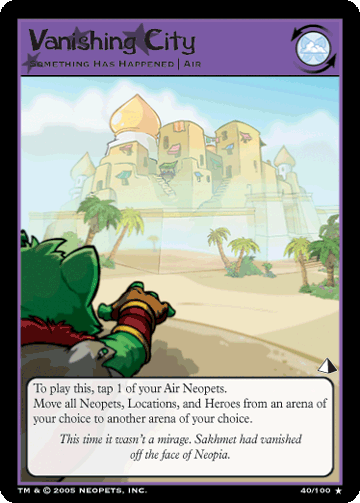 Vanishing City
Something Has Happened | Air
To play this, tap 1 of your Air Neopets.
Move all Neopets, Locations, and Heroes from an arena of
your choice to another arena of your choice.
This time it wasn't a mirage. Sakhmet had vanished
off the face of Neopia.
TM & © 2005 NEOPETS, INC.
40/100 ★